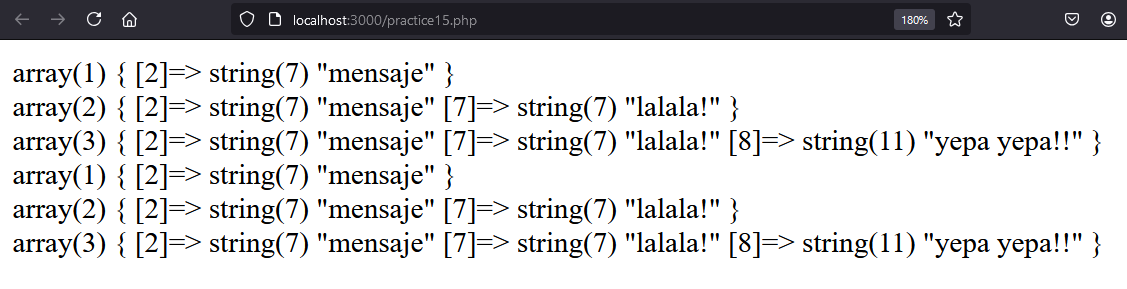 localhost:3000/practice15.php 180%
array(1) { [2]=> string(7) "mensaje" }
array(2) { [2]=> string(7) "mensaje" [7]=> string(7) "lalala!" }
array(3) { [2]=> string(7) "mensaje" [7]=> string(7) "lalala!" [8]=> string(11) "yepa yepa!!" }
array(1) { [2]=> string(7) "mensaje" }
array(2) { [2]=> string(7) "mensaje" [7]=> string(7) "lalala!" }
array(3) { [2]=> string(7) "mensaje" [7]=> string(7) "lalala!" [8]=> string(11) "yepa yepa!!" }